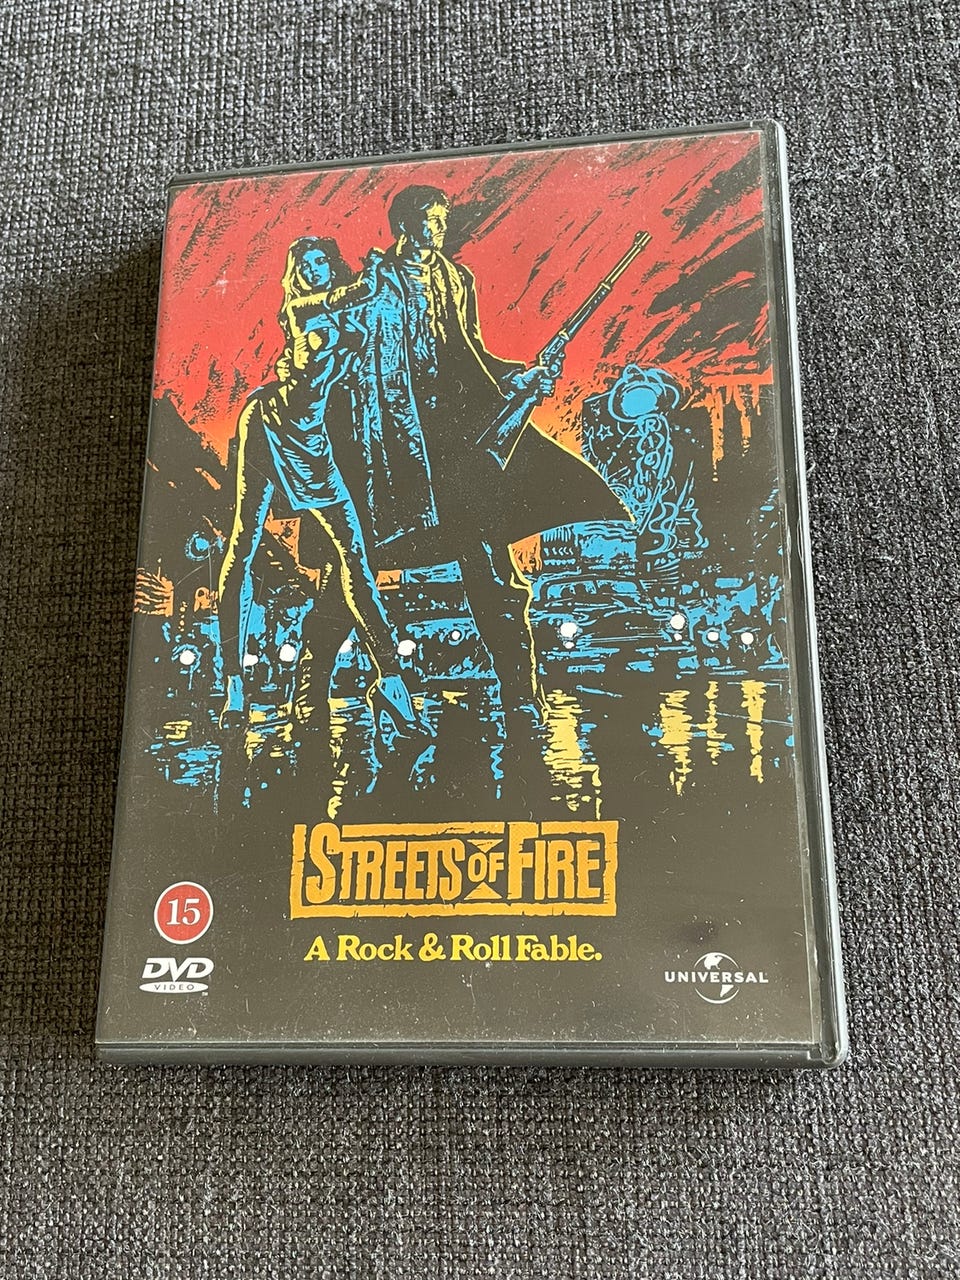 STREETS OF FIRE
A Rock & Roll Fable.
15
DVD
VIDEO
UNIVERSAL